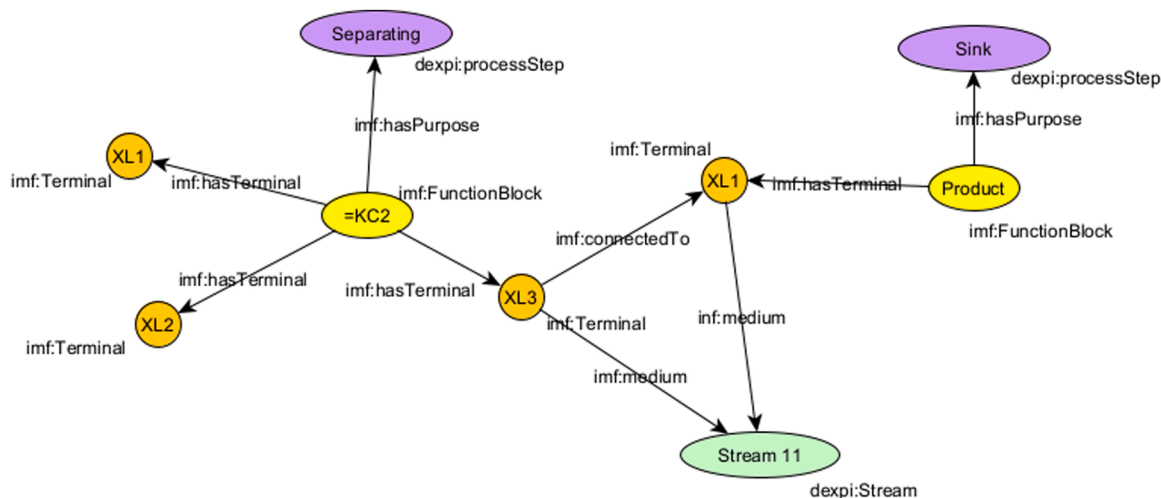 Separating
dexpi:processStep
Sink
dexpi:processStep
imf:hasPurpose
imf:hasPurpose
XL1
imf:Terminal
imf:hasTerminal
imf:FunctionBlock
=KC2
imf:Terminal
XL1
imf:hasTerminal
Product
imf:FunctionBlock
imf:connectedTo
imf:hasTerminal
imf:hasTerminal
XL3
imf:Terminal
XL2
imf:Terminal
inf:medium
imf:medium
Stream 11
dexpi:Stream